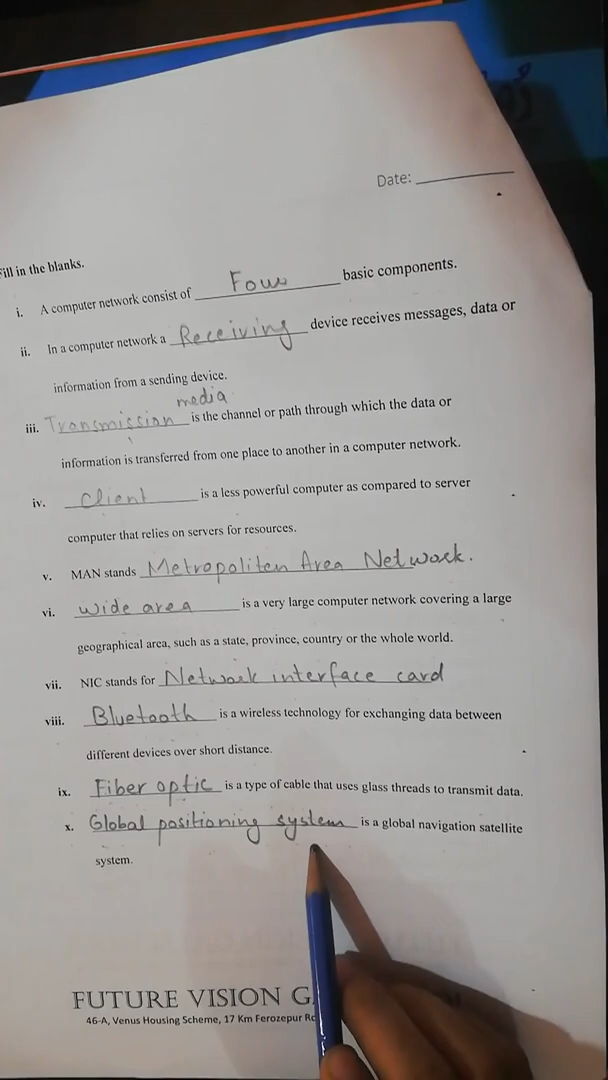 Date:
Fill in the blanks.
i. A computer network consist of Four basic components.
ii. In a computer network a Receiving device receives messages, data or
information from a sending device.
media
iii. Transmission is the channel or path through which the data or
information is transferred from one place to another in a computer network.
iv. Client is a less powerful computer as compared to server
computer that relies on servers for resources.
v. MAN stands Metropoliten Area Network.
vi. wide area is a very large computer network covering a large
geographical area, such as a state, province, country or the whole world.
vii. NIC stands for Network interface card
viii. Bluetooth is a wireless technology for exchanging data between
different devices over short distance.
ix. Fiber optic is a type of cable that uses glass threads to transmit data.
x. Global positioning system is a global navigation satellite
system.
FUTURE VISION
46-A, Venus Housing Scheme, 17 Km Ferozepur